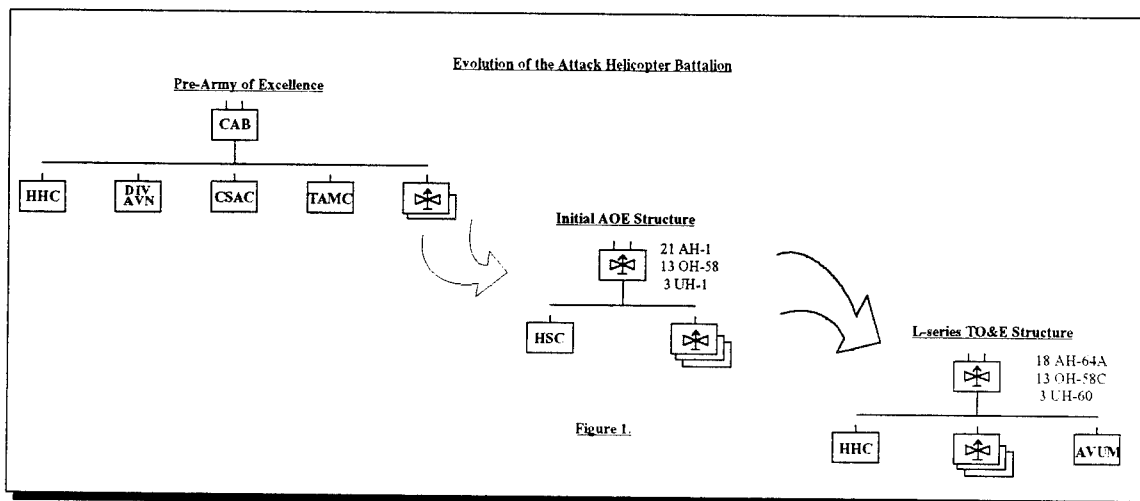 Evolution of the Attack Helicopter Battalion
Pre-Army of Excellence
CAB
HHC
DIV
AVN
CSAC
TAMC
Initial AOE Structure
21 AH-1
13 OH-58
3 UH-1
HSC
L-series TO&E Structure
18 AH-64A
13 OH-58C
3 UH-60
HHC
AVUM
Figure 1.